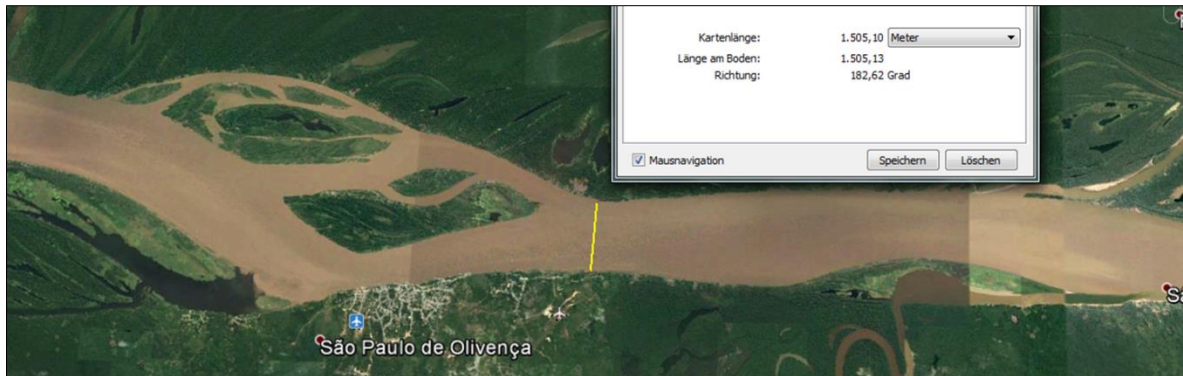 Kartenlänge: 1.505,10 Meter
Länge am Boden: 1.505,13
Richtung: 182,62 Grad
Mausnavigation Speichern Löschen
São Paulo de Olivença